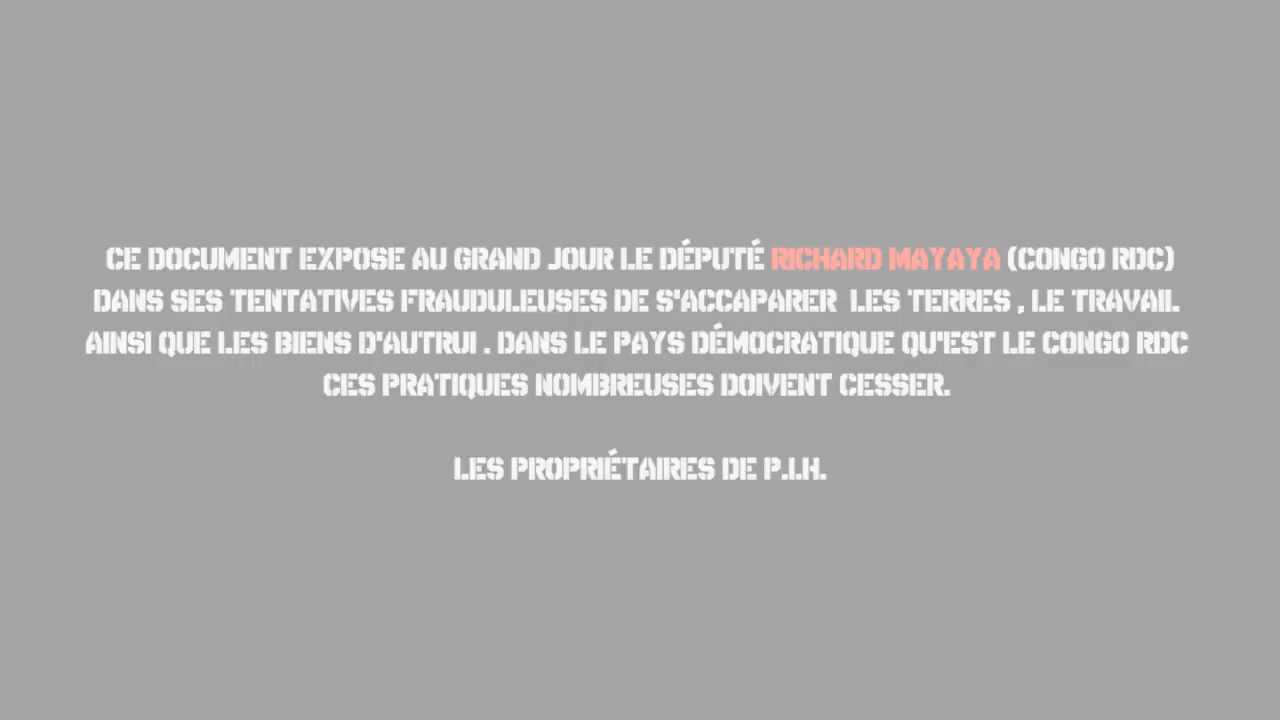 CE DOCUMENT EXPOSE AU GRAND JOUR LE DÉPUTÉ RICHARD MAYAYA (CONGO RDC)
DANS SES TENTATIVES FRAUDULEUSES DE S'ACCAPARER  LES TERRES , LE TRAVAIL
AINSI QUE LES BIENS D'AUTRUI . DANS LE PAYS DÉMOCRATIQUE QU'EST LE CONGO RDC
CES PRATIQUES NOMBREUSES DOIVENT CESSER.
LES PROPRIÉTAIRES DE P.I.H.